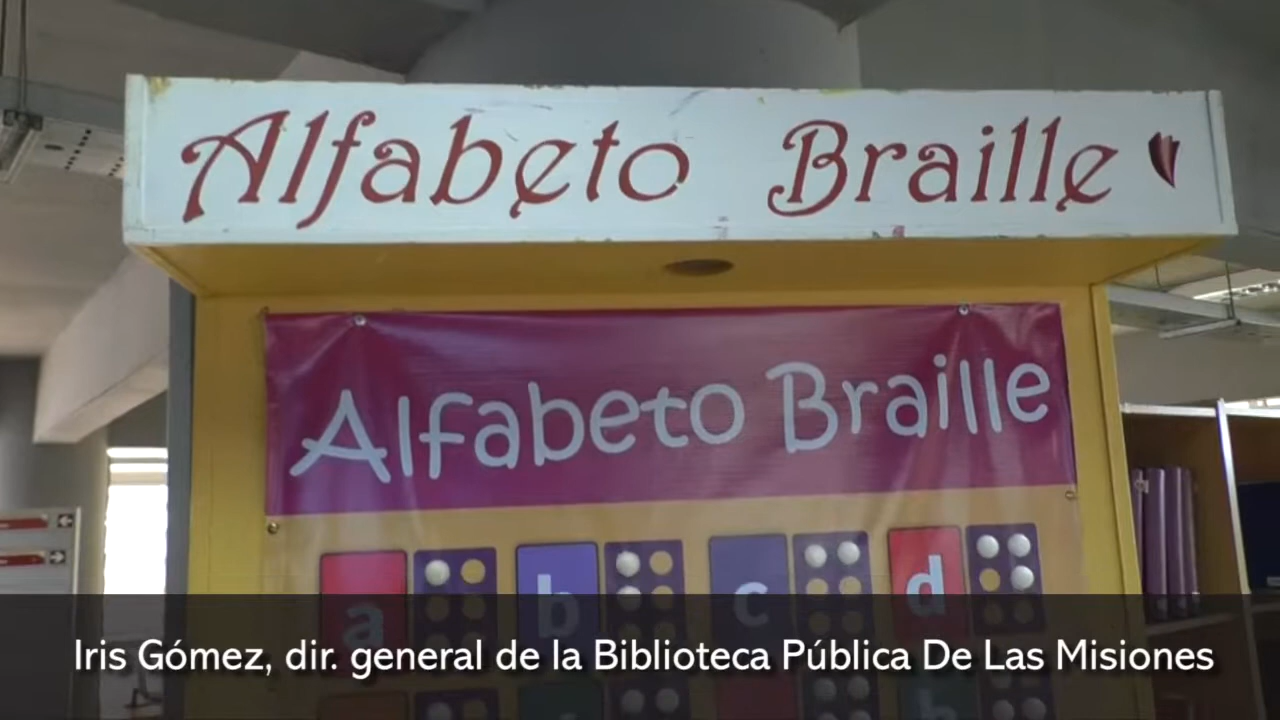 Alfabeto Braille
Alfabeto Braille
a b c d
Iris Gómez, dir. general de la Biblioteca Pública De Las Misiones